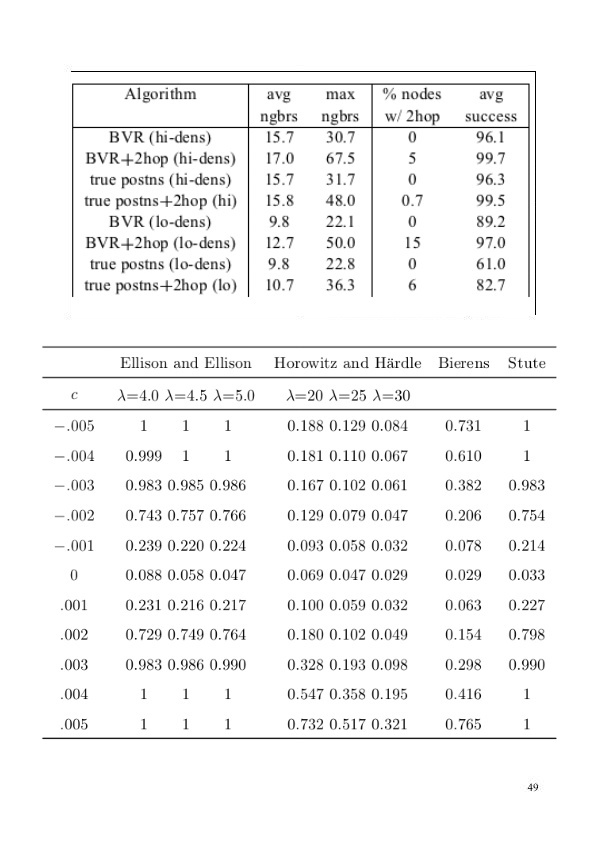 Algorithm avg max % nodes avg
ngbrs ngbrs w/ 2hop success
BVR (hi-dens) 15.7 30.7 0 96.1
BVR+2hop (hi-dens) 17.0 67.5 5 99.7
true postns (hi-dens) 15.7 31.7 0 96.3
true postns+2hop (hi) 15.8 48.0 0.7 99.5
BVR (lo-dens) 9.8 22.1 0 89.2
BVR+2hop (lo-dens) 12.7 50.0 15 97.0
true postns (lo-dens) 9.8 22.8 0 61.0
true postns+2hop (lo) 10.7 36.3 6 82.7
Ellison and Ellison Horowitz and Härdle Bierens Stute
c λ=4.0 λ=4.5 λ=5.0 λ=20 λ=25 λ=30
−.005 1 1 1 0.188 0.129 0.084 0.731 1
−.004 0.999 1 1 0.181 0.110 0.067 0.610 1
−.003 0.983 0.985 0.986 0.167 0.102 0.061 0.382 0.983
−.002 0.743 0.757 0.766 0.129 0.079 0.047 0.206 0.754
−.001 0.239 0.220 0.224 0.093 0.058 0.032 0.078 0.214
0 0.088 0.058 0.047 0.069 0.047 0.029 0.029 0.033
.001 0.231 0.216 0.217 0.100 0.059 0.032 0.063 0.227
.002 0.729 0.749 0.764 0.180 0.102 0.049 0.154 0.798
.003 0.983 0.986 0.990 0.328 0.193 0.098 0.298 0.990
.004 1 1 1 0.547 0.358 0.195 0.416 1
.005 1 1 1 0.732 0.517 0.321 0.765 1
49